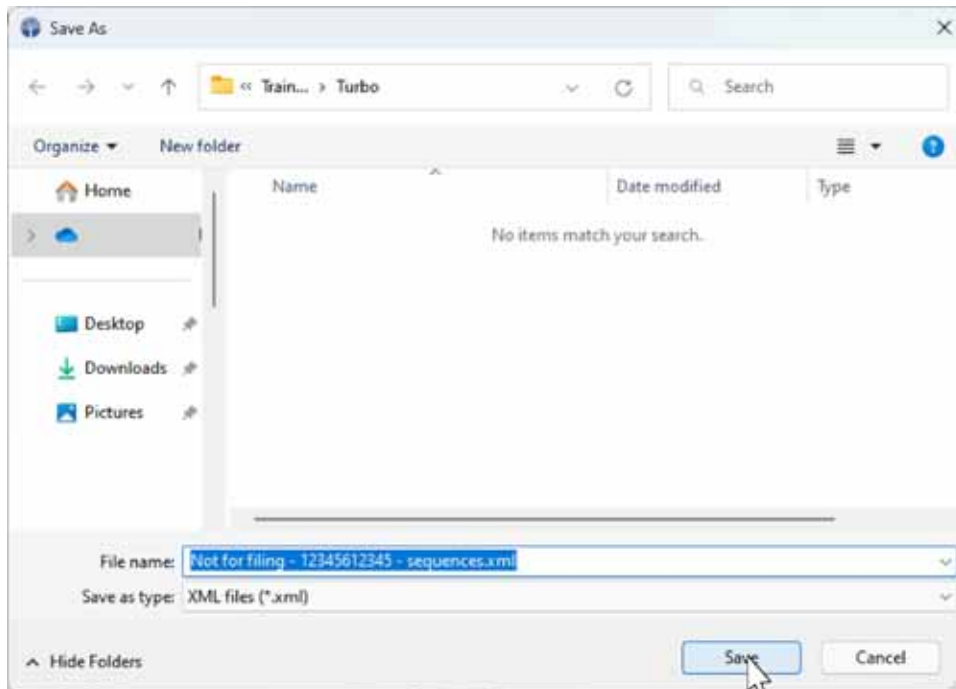 Save As
« Train... › Turbo
Search
Organize
New folder
Home
Name
Date modified
Type
No items match your search.
Desktop
Downloads
Pictures
File name: Not for filing - 12345612345 - sequences.xml
Save as type: XML files (*.xml)
Hide Folders
Save
Cancel